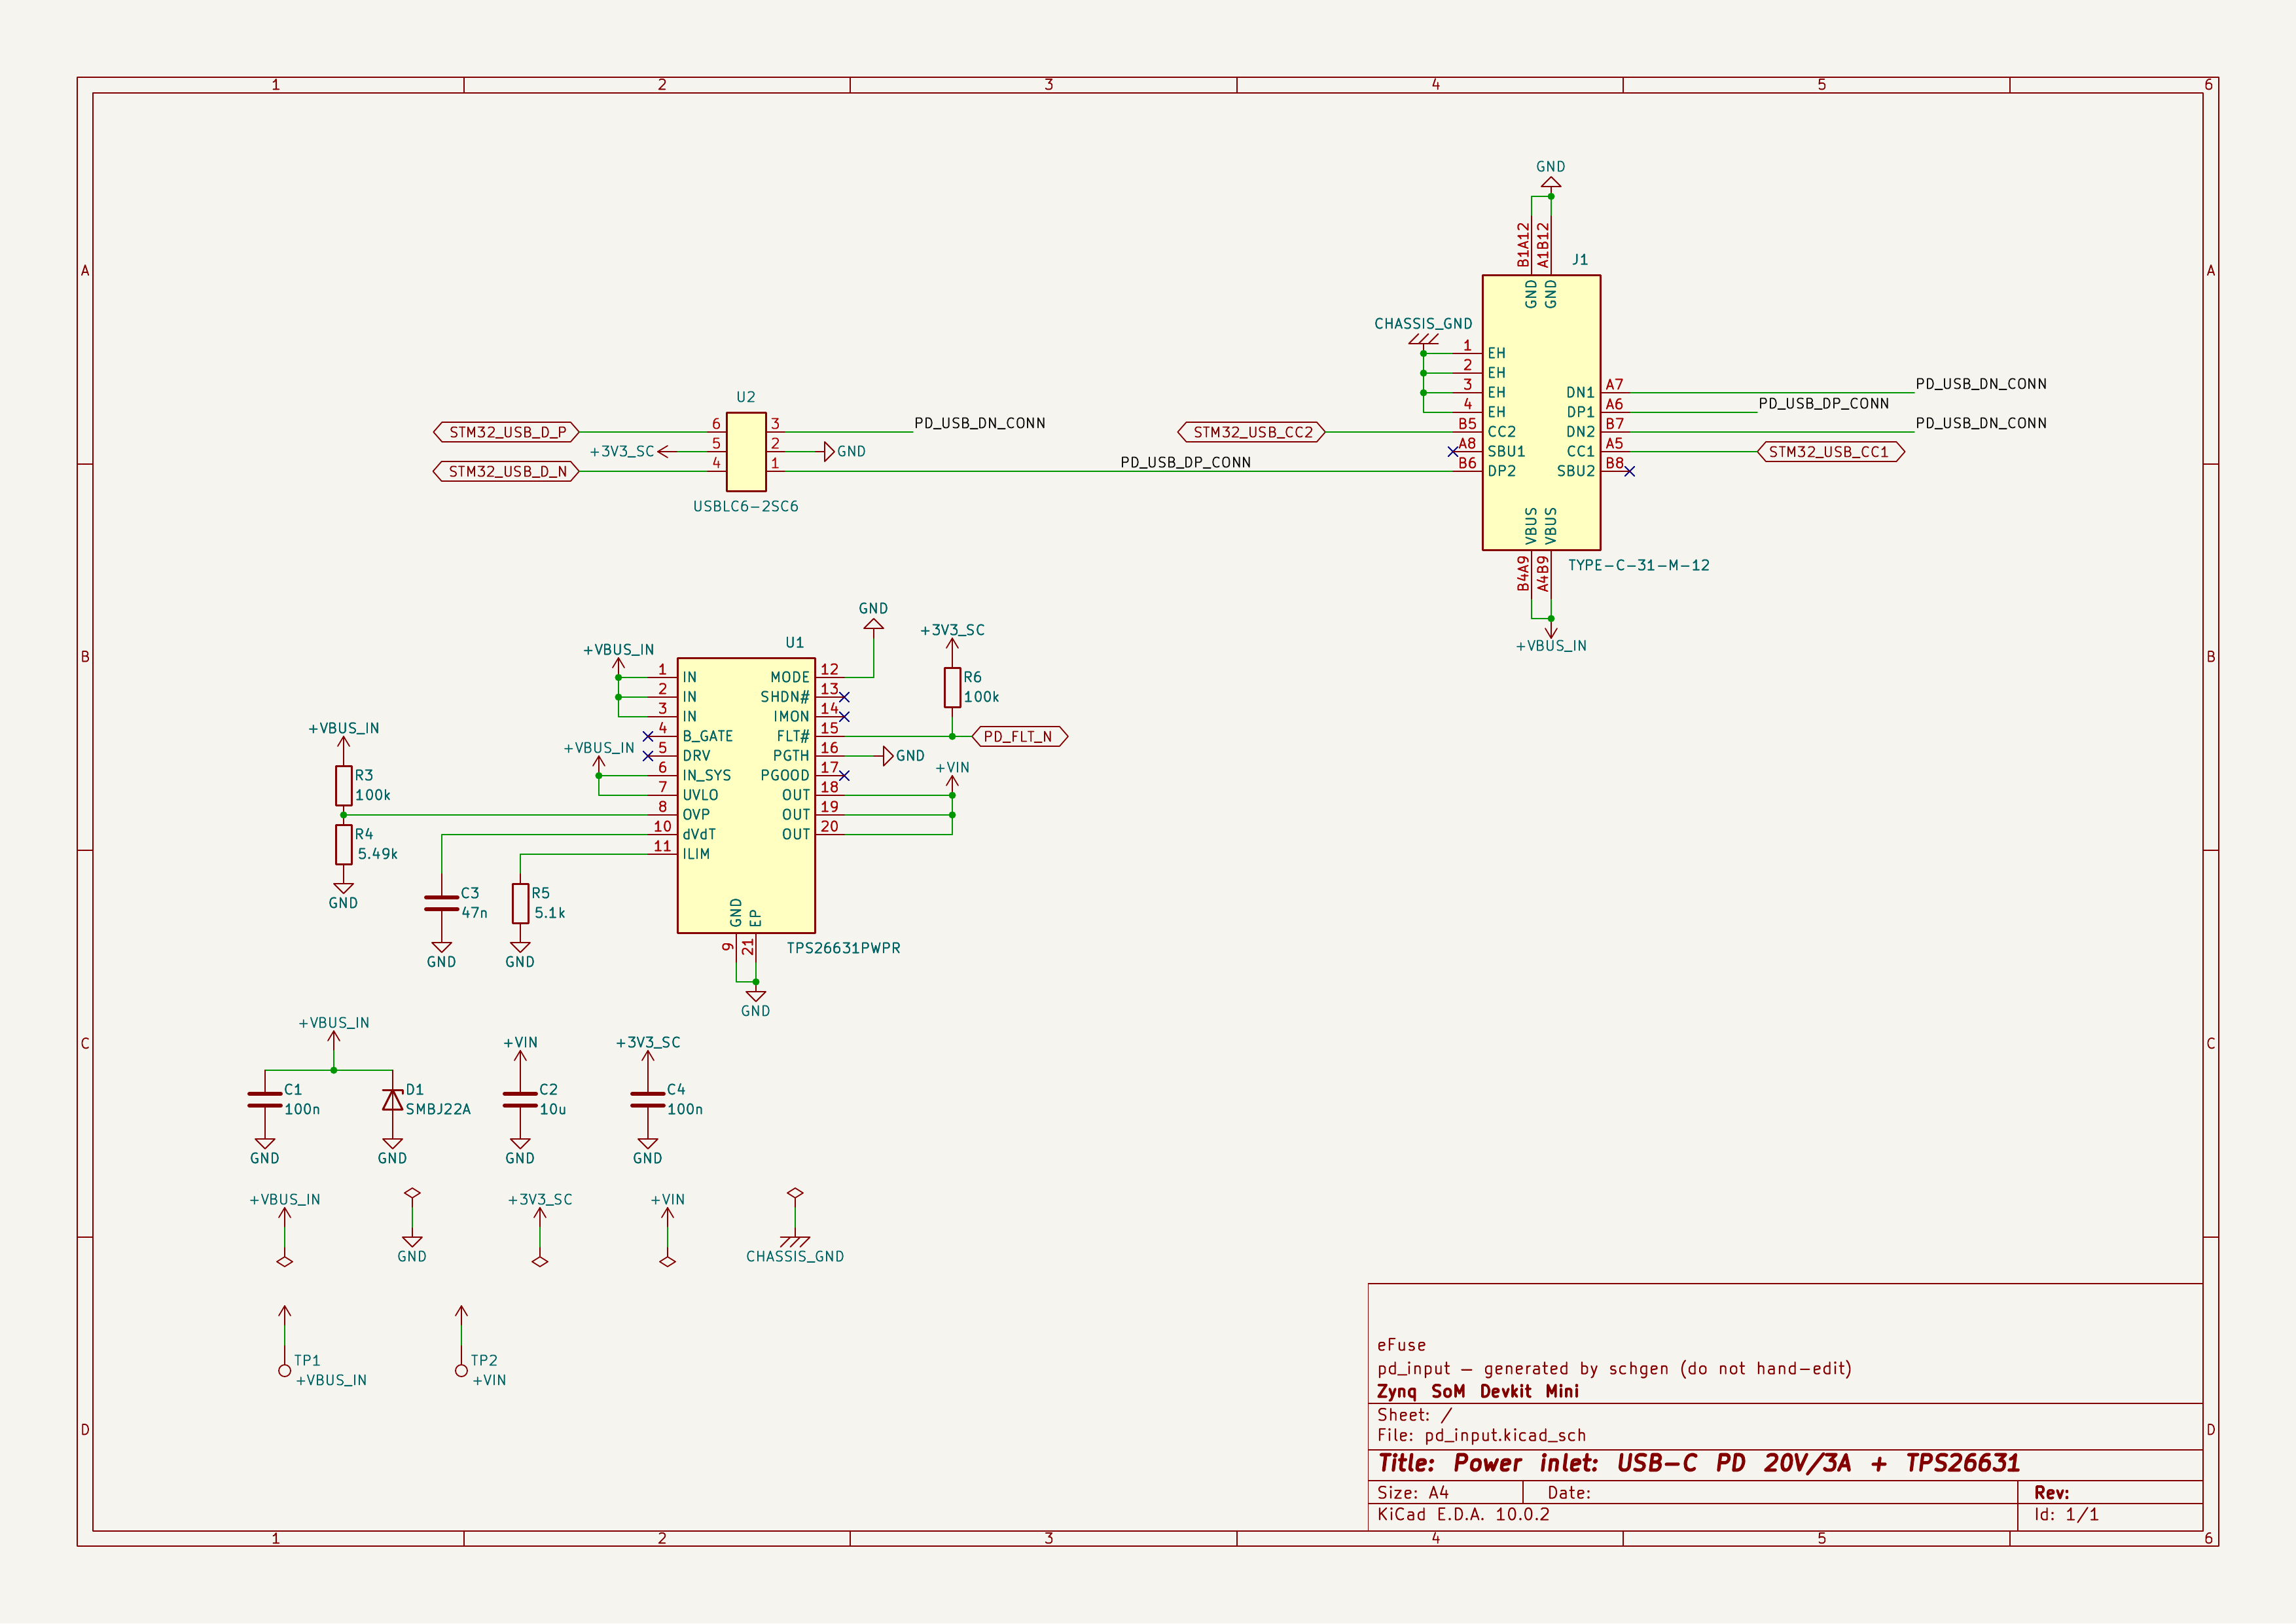 1 2 3 4 5 6
A A
B B
C C
D D
1 2 3 4 5 6
GND
B1A12
A1B12
J1
GND
GND
CHASSIS_GND
1 EH
2 EH
3 EH
4 EH
B5 CC2
A8 SBU1
B6 DP2
DN1 A7 PD_USB_DN_CONN
DP1 A6 PD_USB_DP_CONN
DN2 B7 PD_USB_DN_CONN
CC1 A5 STM32_USB_CC1
SBU2 B8
VBUS
VBUS
B4A9
A4B9
TYPE-C-31-M-12
+VBUS_IN
STM32_USB_CC2
PD_USB_DP_CONN
U2
STM32_USB_D_P 6 3 PD_USB_DN_CONN
+3V3_SC 5 2 GND
STM32_USB_D_N 4 1
USBLC6-2SC6
GND
+3V3_SC
U1
+VBUS_IN
R6
100k
1 IN MODE 12
2 IN SHDN# 13
3 IN IMON 14
4 B_GATE FLT# 15 PD_FLT_N
5 DRV PGTH 16 GND
6 IN_SYS PGOOD 17
7 UVLO OUT 18
8 OVP OUT 19
10 dVdT OUT 20
11 ILIM
+VBUS_IN
+VIN
GND
EP
9
21
TPS26631PWPR
GND
+VBUS_IN
R3
100k
R4
5.49k
GND
C3
47n
GND
R5
5.1k
GND
+VBUS_IN
C1
100n
GND
D1
SMBJ22A
GND
+VIN
C2
10u
GND
+3V3_SC
C4
100n
GND
+VBUS_IN
GND
+3V3_SC
+VIN
CHASSIS_GND
TP1
+VBUS_IN
TP2
+VIN
eFuse
pd_input — generated by schgen (do not hand-edit)
Zynq SoM Devkit Mini
Sheet: /
File: pd_input.kicad_sch
Title: Power inlet: USB-C PD 20V/3A + TPS26631
Size: A4 Date: Rev:
KiCad E.D.A. 10.0.2 Id: 1/1